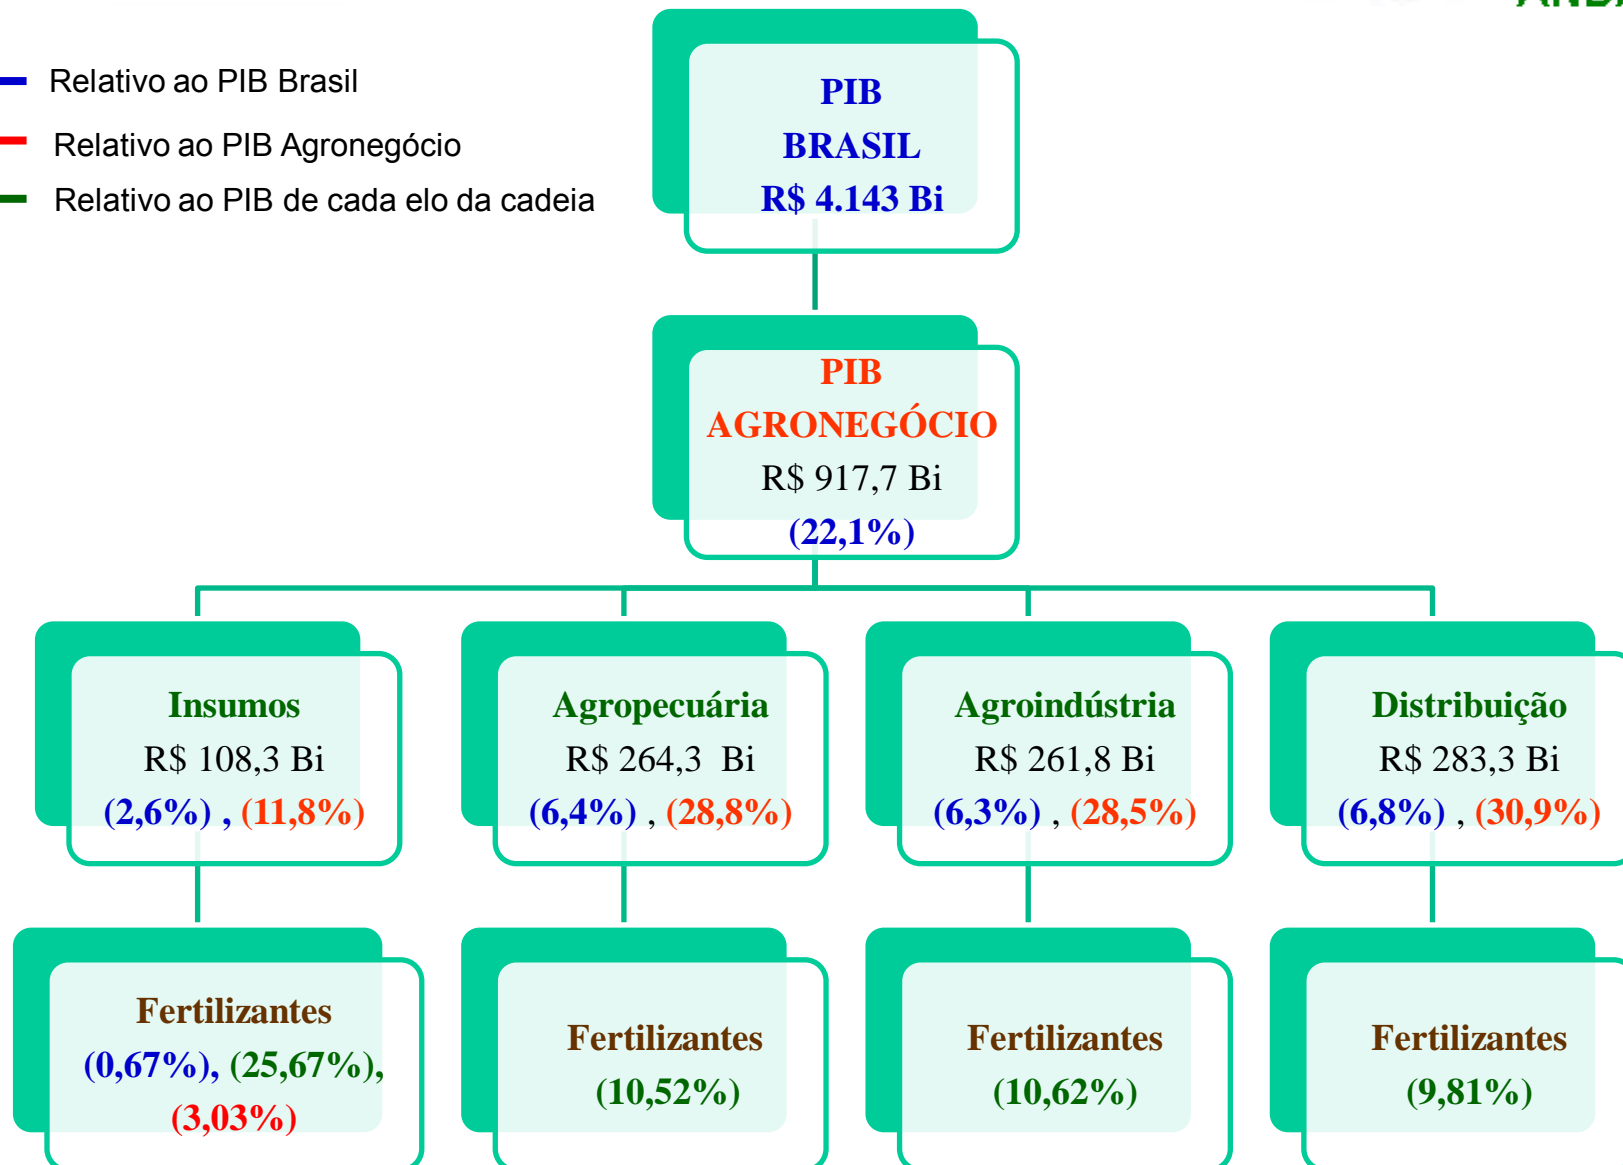 Relativo ao PIB Brasil
Relativo ao PIB Agronegócio
Relativo ao PIB de cada elo da cadeia
PIB
BRASIL
R$ 4.143 Bi
PIB
AGRONEGÓCIO
R$ 917,7 Bi
(22,1%)
Insumos
R$ 108,3 Bi
(2,6%) , (11,8%)
Agropecuária
R$ 264,3 Bi
(6,4%) , (28,8%)
Agroindústria
R$ 261,8 Bi
(6,3%) , (28,5%)
Distribuição
R$ 283,3 Bi
(6,8%) , (30,9%)
Fertilizantes
(0,67%), (25,67%),
(3,03%)
Fertilizantes
(10,52%)
Fertilizantes
(10,62%)
Fertilizantes
(9,81%)